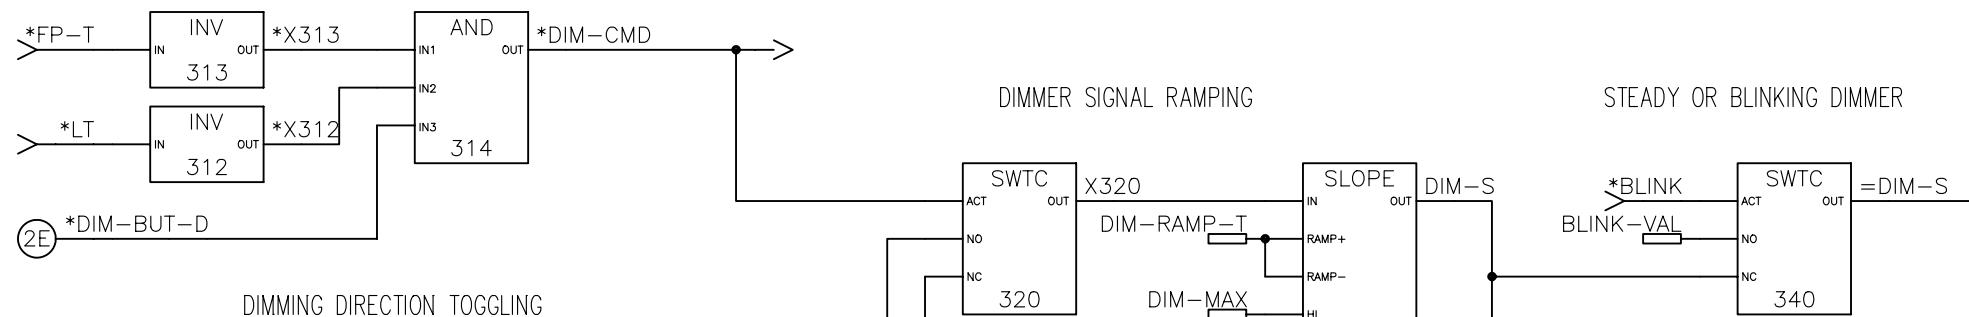 *FP-T
INV
IN
OUT
313
*X313
AND
IN1
OUT
IN2
IN3
314
*DIM-CMD
*LT
INV
IN
OUT
312
*X312
2E
*DIM-BUT-D
DIMMING DIRECTION TOGGLING
DIMMER SIGNAL RAMPING
SWTC
ACT
OUT
NO
NC
320
X320
DIM-RAMP-T
DIM-MAX
SLOPE
IN
OUT
RAMP+
RAMP-
HI
DIM-S
STEADY OR BLINKING DIMMER
*BLINK
BLINK-VAL
SWTC
ACT
OUT
NO
NC
340
=DIM-S